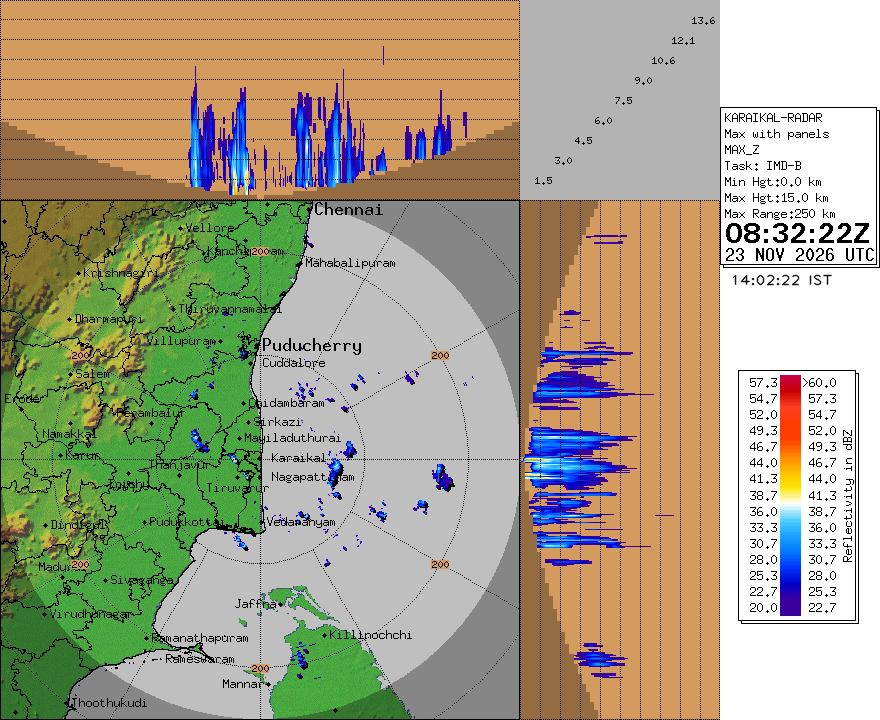 13.6
12.1
10.6
9.0
7.5
6.0
4.5
3.0
1.5
KARAIKAL-RADAR
Max with panels
MAX_Z
Task: IMD-B
Min Hgt:0.0 km
Max Hgt:15.0 km
Max Range:250 km
08:32:22Z
23 NOV 2026 UTC
14:02:22 IST
Chennai
Vellore
200
Mahabalipuram
Krishnagiri
Thiruvannamalai
Dharmapuri
Villupuram
Puducherry
200
200
Cuddalore
Salem
Erode
Chidambaram
Perambalur
Sirkazi
Namakkal
Mayiladuthurai
Karur
Karaikal
Thanjavur
Nagapattinam
Tiruvarur
Dindigul
Pudukkottai
Vedaranyam
200
200
Madurai
Sivaganga
Jaffna
Virudhunagar
Ramanathapuram
Killinochchi
Rameswaram
200
Mannar
Thoothukudi
57.3 >60.0
54.7 57.3
52.0 54.7
49.3 52.0
46.7 49.3
44.0 46.7
41.3 44.0
38.7 41.3
36.0 38.7
33.3 36.0
30.7 33.3
28.0 30.7
25.3 28.0
22.7 25.3
20.0 22.7
Reflectivity in dBZ